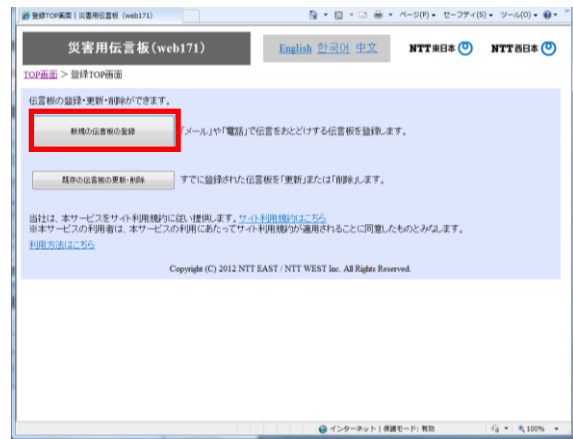 登録TOP画面 | 災害用伝言板 (web171)
ページ(P) セーフティ(S) ツール(O)
災害用伝言板(web171) English 한국어 中文 NTT東日本 NTT西日本
TOP画面 > 登録TOP画面
伝言板の登録・更新・削除ができます。
新規の伝言板の登録 「メール」や「電話」で伝言をおとどけする伝言板を登録します。
既存の伝言板の更新・削除 すでに登録された伝言板を「更新」または「削除」します。
当社は、本サービスをサイト利用規約に従い提供します。サイト利用規約はこちら
※本サービスの利用者は、本サービスの利用にあたってサイト利用規約が適用されることに同意したものとみなします。
利用方法はこちら
Copyright (C) 2012 NTT EAST / NTT WEST Inc. All Rights Reserved.
インターネット | 保護モード: 有効 100%